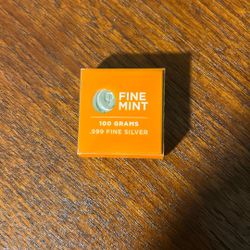 FINE
MINT
100 GRAMS
.999 FINE SILVER